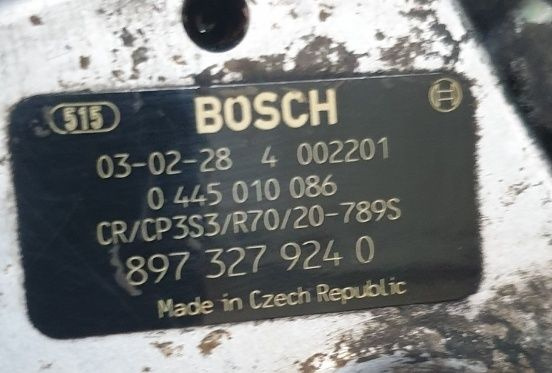 515 BOSCH
03-02-28 4 002201
0 445 010 086
CR/CP3S3/R70/20-789S
897 327 924 0
Made in Czech Republic